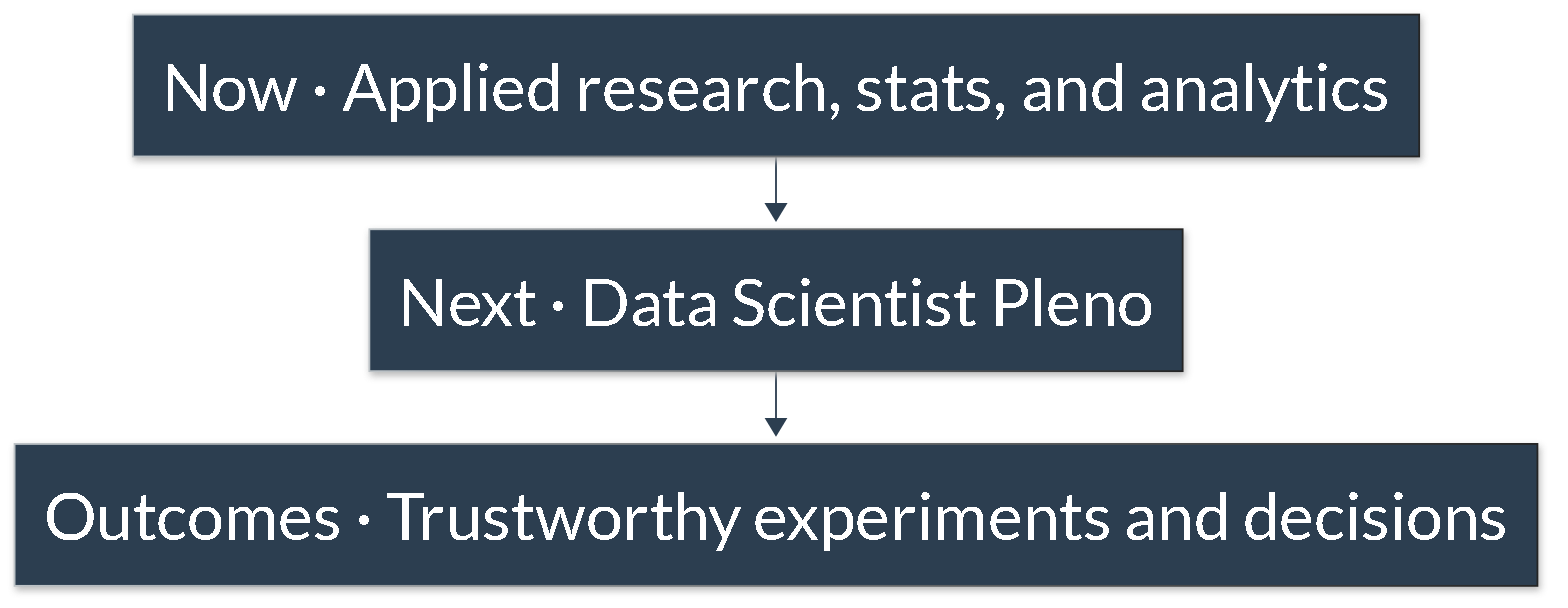 Now · Applied research, stats, and analytics
Next · Data Scientist Pleno
Outcomes · Trustworthy experiments and decisions